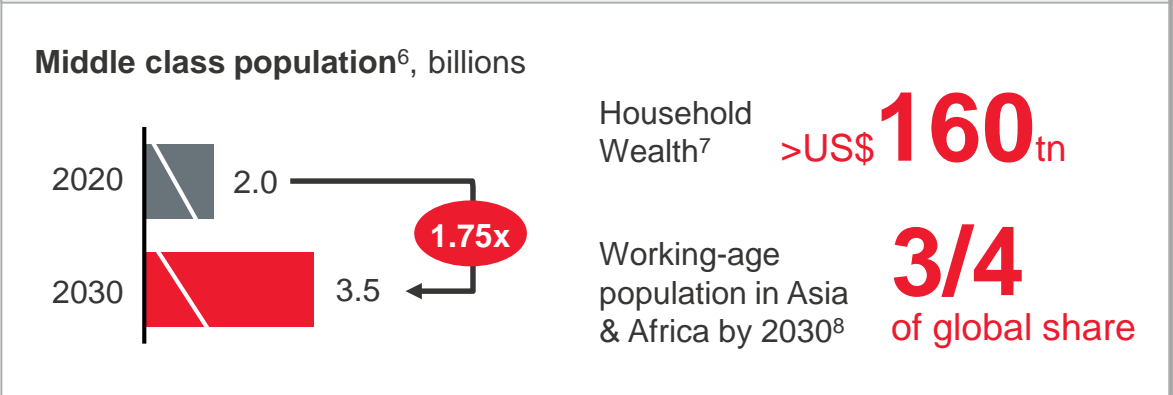 Middle class population⁶, billions
2020
2.0
1.75x
2030
3.5
Household
Wealth⁷
>US$160tn
Working-age
population in Asia
& Africa by 2030⁸
3/4
of global share